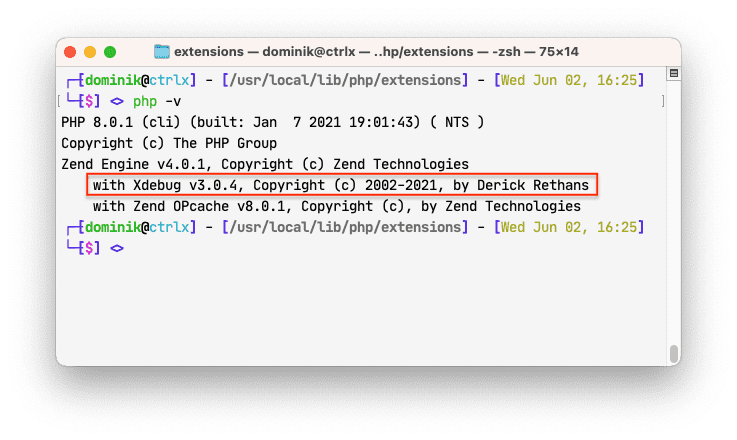 extensions — dominik@ctrlx — ..hp/extensions — -zsh — 75×14
┌─[dominik@ctrlx] - [/usr/local/lib/php/extensions] - [Wed Jun 02, 16:25]
[└─[$] <> php -v ]
PHP 8.0.1 (cli) (built: Jan  7 2021 19:01:43) ( NTS )
Copyright (c) The PHP Group
Zend Engine v4.0.1, Copyright (c) Zend Technologies
    with Xdebug v3.0.4, Copyright (c) 2002-2021, by Derick Rethans
    with Zend OPcache v8.0.1, Copyright (c), by Zend Technologies
┌─[dominik@ctrlx] - [/usr/local/lib/php/extensions] - [Wed Jun 02, 16:25]
└─[$] <>